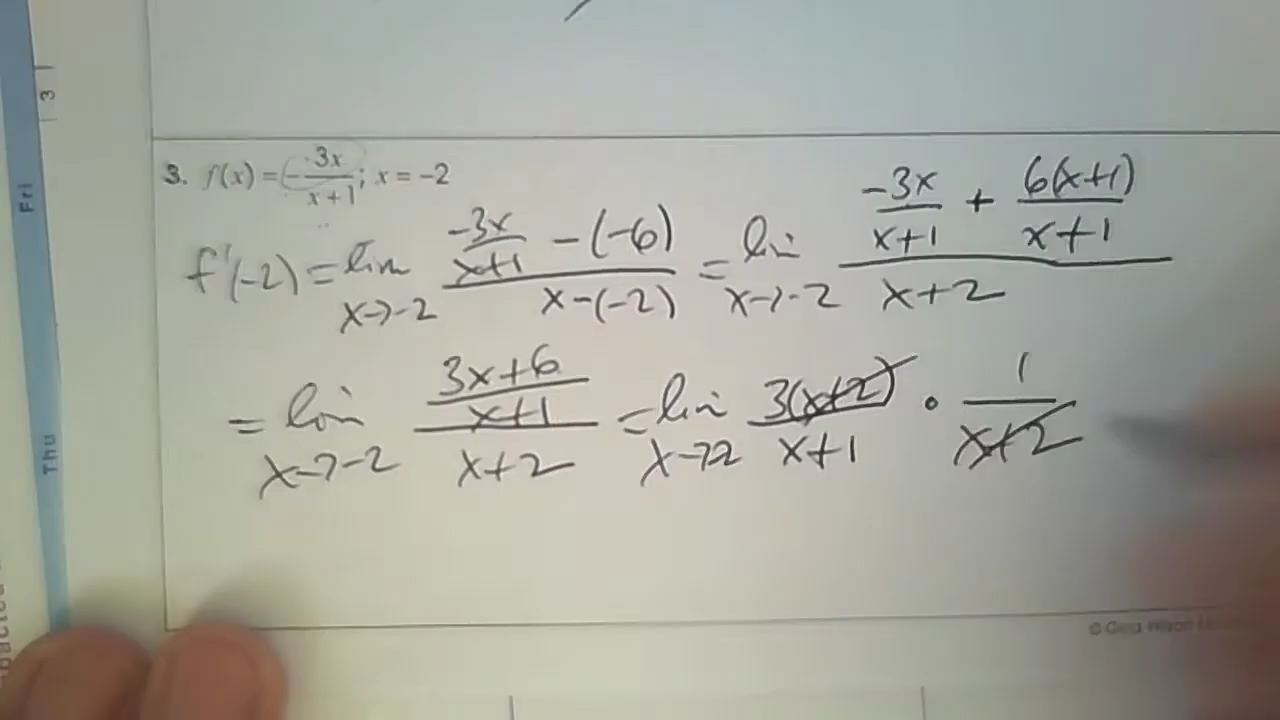 3. f(x) = -3x/(x+1); x = -2
f'(-2) = lim x→-2 (-3x/(x+1) - (-6))/(x-(-2)) = lim x→-2 (-3x/(x+1) + 6(x+1)/(x+1))/(x+2)
= lim x→-2 ((3x+6)/(x+1))/(x+2) = lim x→-2 3(x+2)/(x+1) · 1/(x+2)
Fri
3
Thu
©